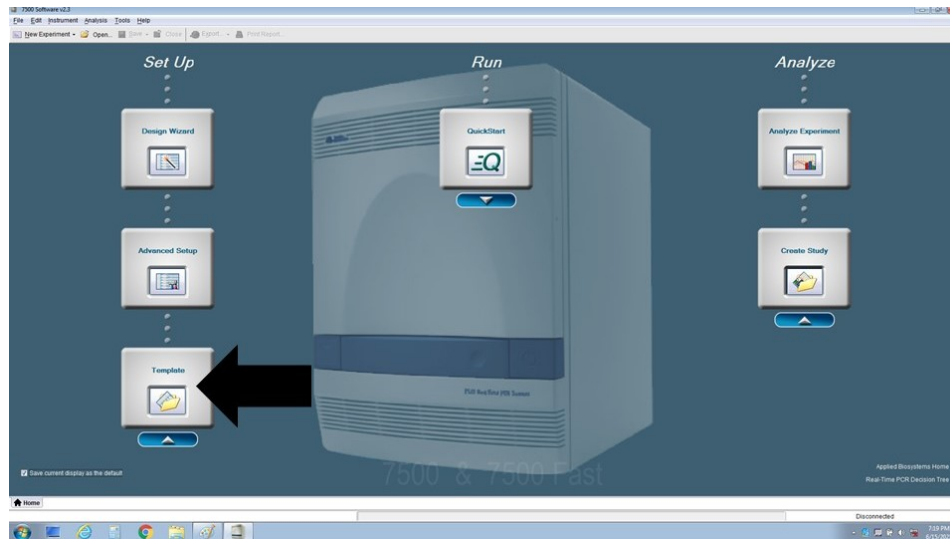 7500 Software v2.3
File Edit Instrument Analysis Tools Help
New Experiment Open... Save Close Export... Print Report...
Set Up
Run
Analyze
Design Wizard
QuickStart
Analyze Experiment
Advanced Setup
Create Study
Template
7500 & 7500 Fast
Save current display as the default
Applied Biosystems Home
Real-Time PCR Decision Tree
Home
Disconnected
7:19 PM